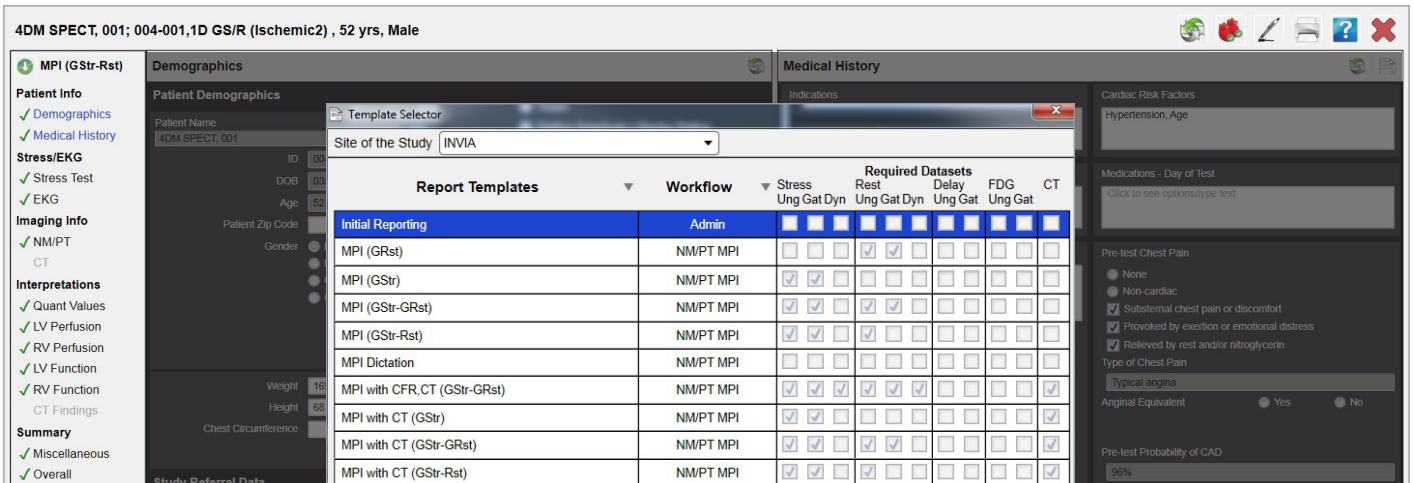 4DM SPECT, 001; 004-001,1D GS/R (Ischemic2) , 52 yrs, Male
MPI (GStr-Rst)
Patient Info
Demographics
Medical History
Stress/EKG
Stress Test
EKG
Imaging Info
NM/PT
CT
Interpretations
Quant Values
LV Perfusion
RV Perfusion
LV Function
RV Function
CT Findings
Summary
Miscellaneous
Overall
Demographics
Patient Demographics
Patient Name
4DM SPECT, 001
ID
DOB
Age 52
Patient Zip Code
Gender
Weight
Height 68
Chest Circumference
Study Referral Data
Template Selector
Site of the Study INVIA
Required Datasets
Report Templates Workflow Stress Rest Delay FDG CT
Ung Gat Dyn Ung Gat Dyn Ung Gat Ung Gat
Initial Reporting Admin
MPI (GRst) NM/PT MPI
MPI (GStr) NM/PT MPI
MPI (GStr-GRst) NM/PT MPI
MPI (GStr-Rst) NM/PT MPI
MPI Dictation NM/PT MPI
MPI with CFR,CT (GStr-GRst) NM/PT MPI
MPI with CT (GStr) NM/PT MPI
MPI with CT (GStr-GRst) NM/PT MPI
MPI with CT (GStr-Rst) NM/PT MPI
Medical History
Indications
Cardiac Risk Factors
Hypertension, Age
Medications - Day of Test
Click to see options/type text
Pre-test Chest Pain
None
Non-cardiac
Substernal chest pain or discomfort
Provoked by exertion or emotional distress
Relieved by rest and/or nitroglycerin
Type of Chest Pain
Typical angina
Anginal Equivalent Yes No
Pre-test Probability of CAD
96%